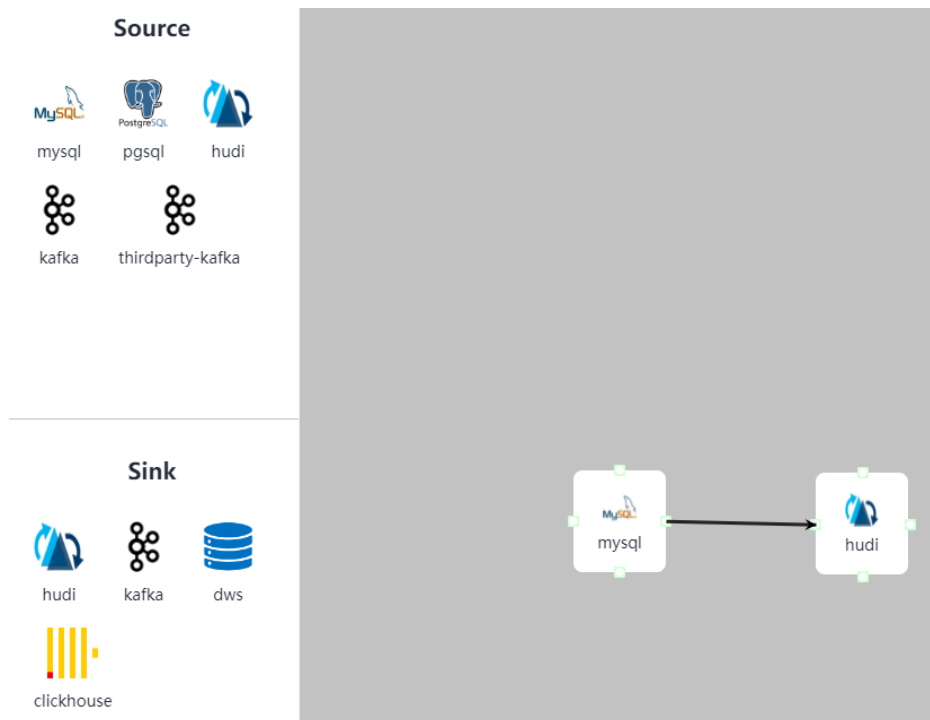 Source
MySQL
PostgreSQL
mysql
pgsql
hudi
kafka
thirdparty-kafka
Sink
hudi
kafka
dws
clickhouse
MySQL
mysql
hudi